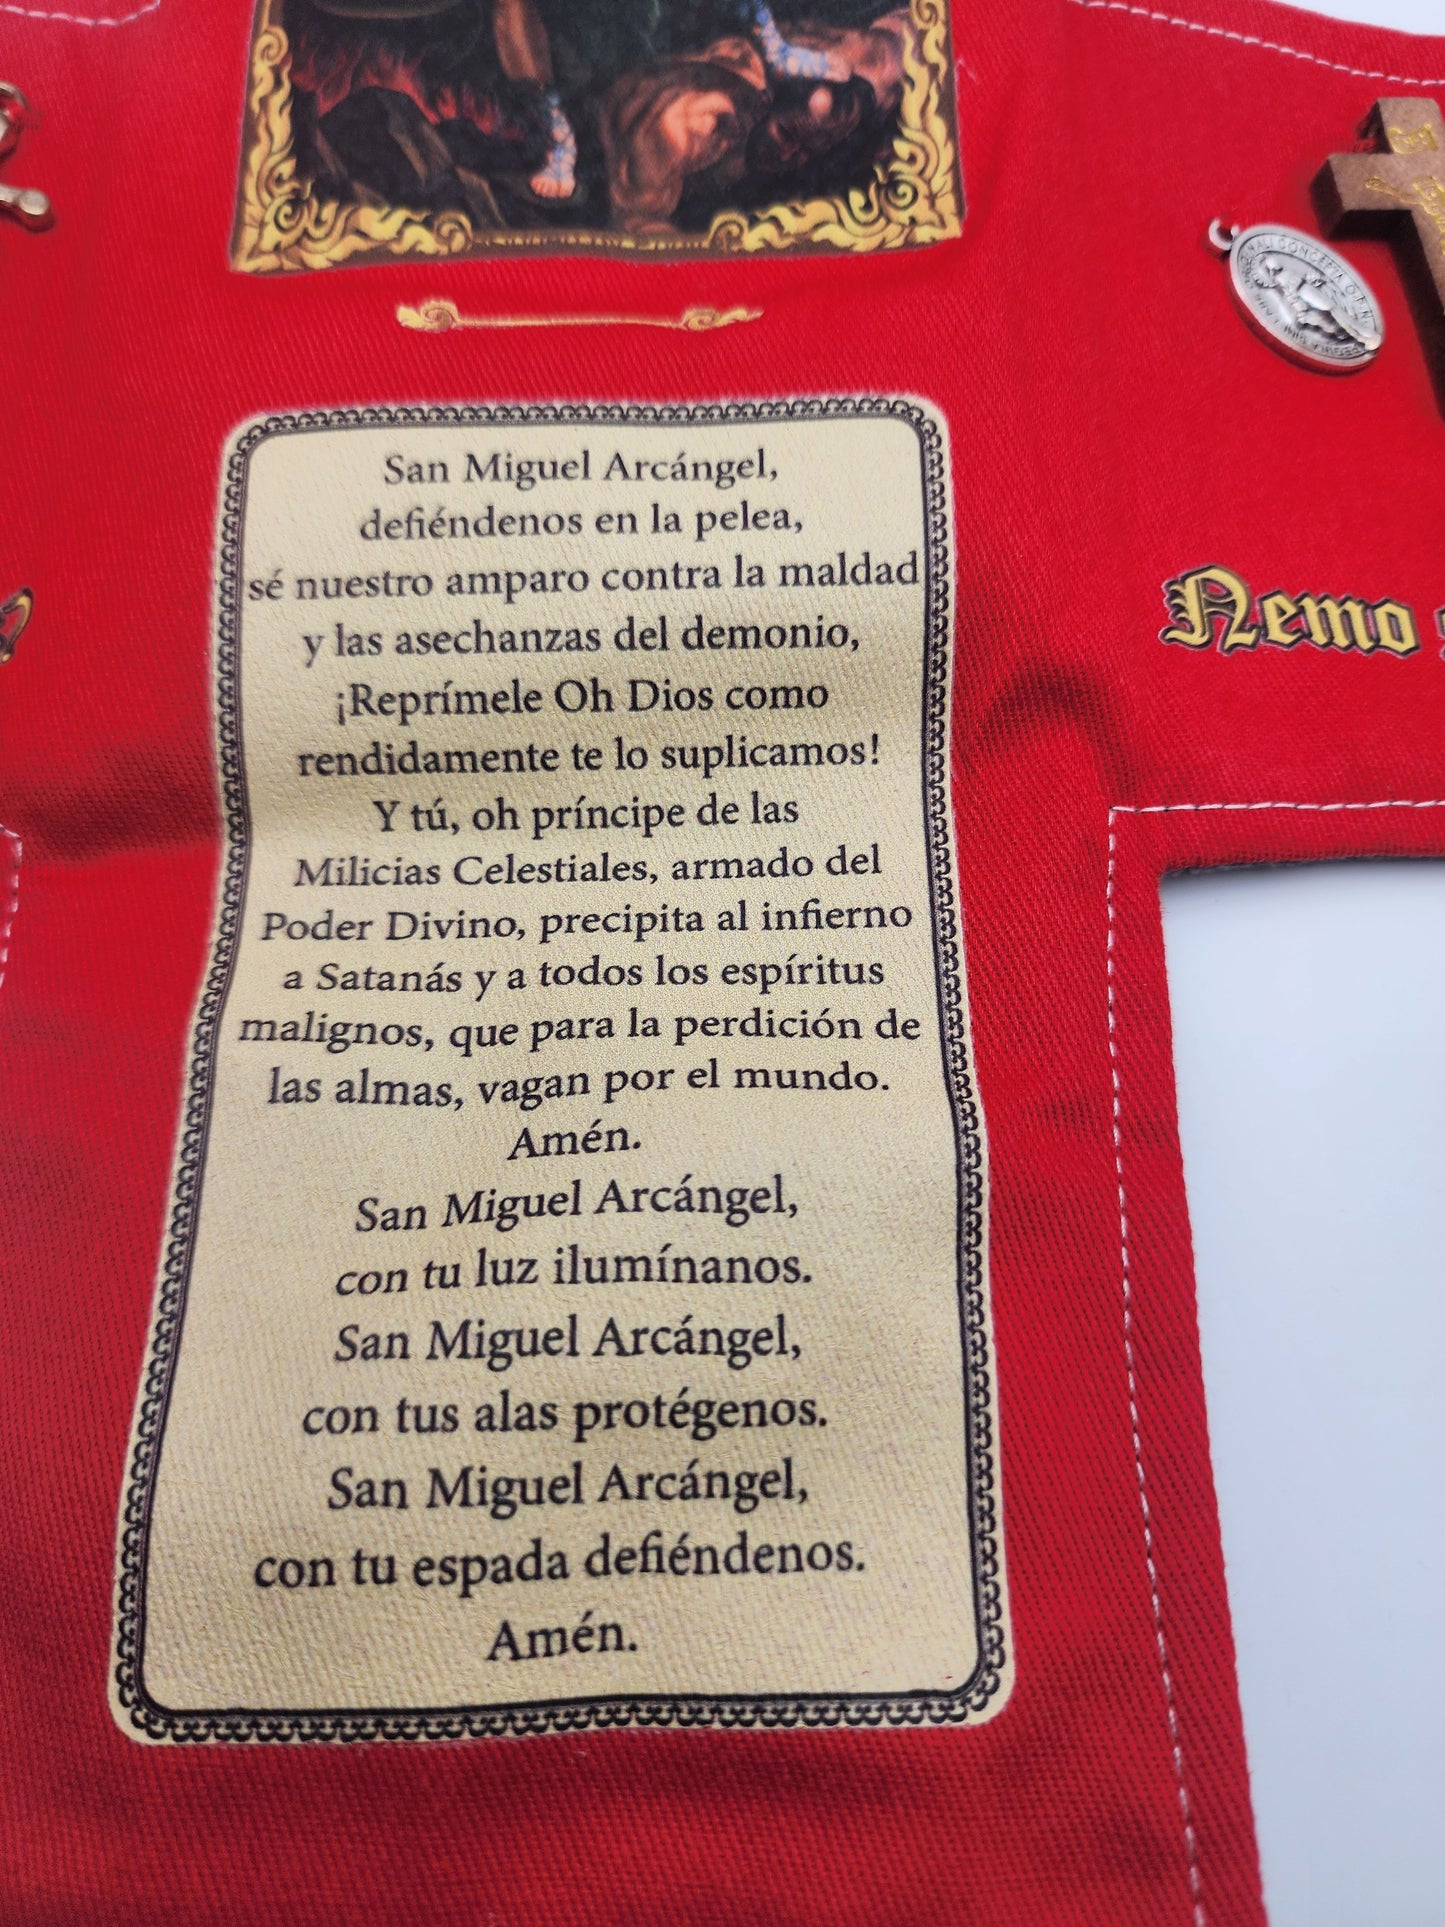 San Miguel Arcángel,
defiéndenos en la pelea,
sé nuestro amparo contra la maldad
y las asechanzas del demonio,
¡Reprímele Oh Dios como
rendidamente te lo suplicamos!
Y tú, oh príncipe de las
Milicias Celestiales, armado del
Poder Divino, precipita al infierno
a Satanás y a todos los espíritus
malignos, que para la perdición de
las almas, vagan por el mundo.
Amén.
San Miguel Arcángel,
con tu luz ilumínanos.
San Miguel Arcángel,
con tus alas protégenos.
San Miguel Arcángel,
con tu espada defiéndenos.
Amén.
Nemo